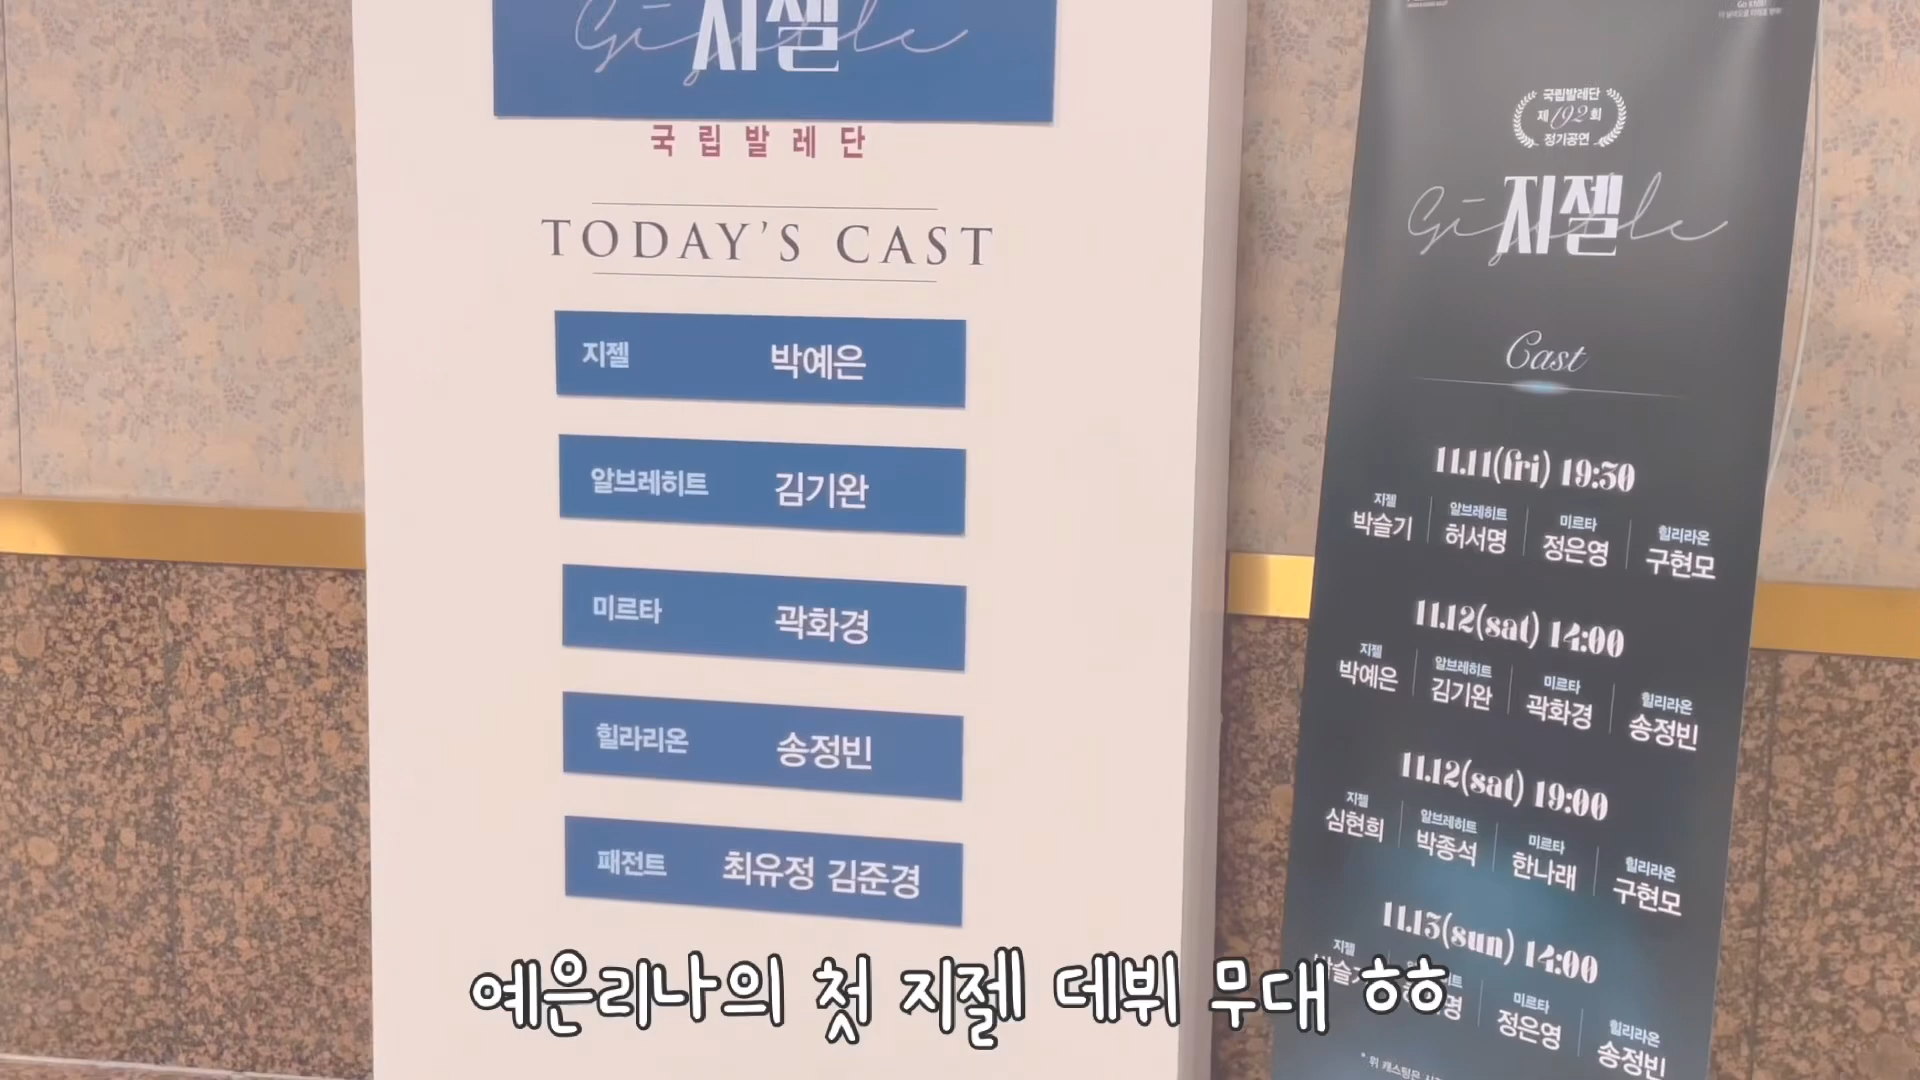 Giselle 지젤
국립발레단
TODAY'S CAST
지젤 박예은
알브레히트 김기완
미르타 곽화경
힐라리온 송정빈
패전트 최유정 김준경
국립발레단
제192회
정기공연
Giselle 지젤
Cast
11.11(fri) 19:30
지젤 알브레히트 미르타 힐리라온
박슬기 허서명 정은영 구현모
11.12(sat) 14:00
지젤 알브레히트 미르타 힐리라온
박예은 김기완 곽화경 송정빈
11.12(sat) 19:00
지젤 알브레히트 미르타 힐리라온
심현희 박종석 한나래 구현모
11.13(sun) 14:00
지젤 미르타 힐리라온
정은영 송정빈
* 위 캐스팅은
예은리나의 첫 지젤 데뷔 무대 ㅎㅎ